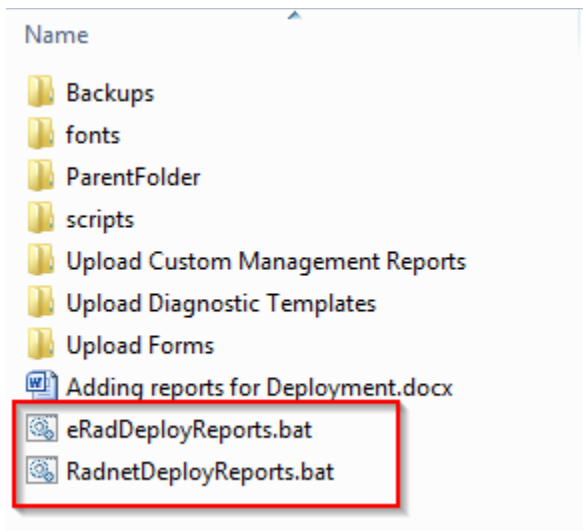 Name
Backups
fonts
ParentFolder
scripts
Upload Custom Management Reports
Upload Diagnostic Templates
Upload Forms
Adding reports for Deployment.docx
eRadDeployReports.bat
RadnetDeployReports.bat